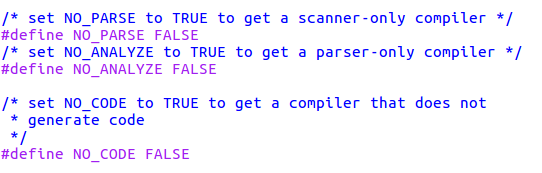 /* set NO_PARSE to TRUE to get a scanner-only compiler */
#define NO_PARSE FALSE
/* set NO_ANALYZE to TRUE to get a parser-only compiler */
#define NO_ANALYZE FALSE

/* set NO_CODE to TRUE to get a compiler that does not
 * generate code
 */
#define NO_CODE FALSE